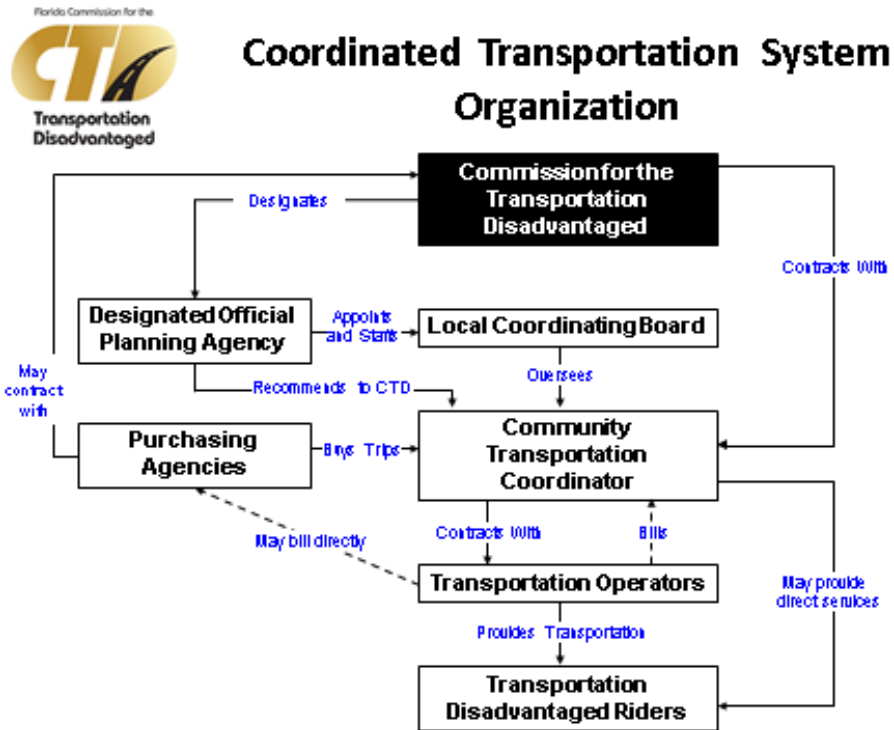 Florida Commission for the
CTD
Transportation
Disadvantaged
Coordinated Transportation System
Organization
Commission for the
Transportation
Disadvantaged
Designates
Contracts With
Designated Official
Planning Agency
Appoints
and Staffs
Local Coordinating Board
Oversees
Recommends to CTD
May
contract
with
Purchasing
Agencies
Buys Trips
Community
Transportation
Coordinator
May bill directly
Contracts With
Bills
Transportation Operators
May provide
direct services
Provides Transportation
Transportation
Disadvantaged Riders